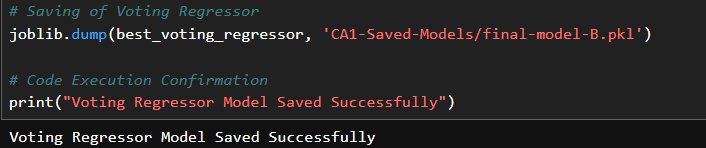 # Saving of Voting Regressor
joblib.dump(best_voting_regressor, 'CA1-Saved-Models/final-model-B.pkl')
# Code Execution Confirmation
print("Voting Regressor Model Saved Successfully")
Voting Regressor Model Saved Successfully